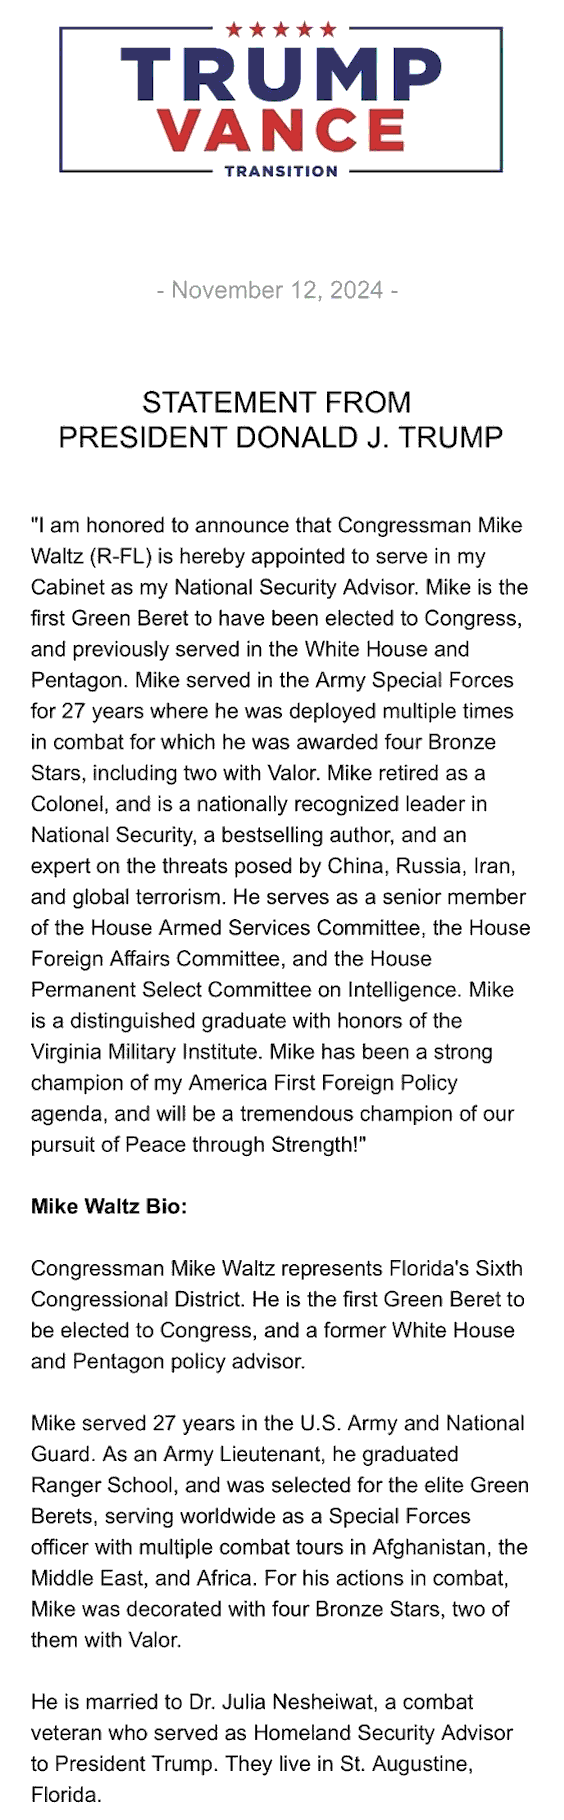 TRUMP
VANCE
TRANSITION
- November 12, 2024 -
STATEMENT FROM
PRESIDENT DONALD J. TRUMP
"I am honored to announce that Congressman Mike
Waltz (R-FL) is hereby appointed to serve in my
Cabinet as my National Security Advisor. Mike is the
first Green Beret to have been elected to Congress,
and previously served in the White House and
Pentagon. Mike served in the Army Special Forces
for 27 years where he was deployed multiple times
in combat for which he was awarded four Bronze
Stars, including two with Valor. Mike retired as a
Colonel, and is a nationally recognized leader in
National Security, a bestselling author, and an
expert on the threats posed by China, Russia, Iran,
and global terrorism. He serves as a senior member
of the House Armed Services Committee, the House
Foreign Affairs Committee, and the House
Permanent Select Committee on Intelligence. Mike
is a distinguished graduate with honors of the
Virginia Military Institute. Mike has been a strong
champion of my America First Foreign Policy
agenda, and will be a tremendous champion of our
pursuit of Peace through Strength!"
Mike Waltz Bio:
Congressman Mike Waltz represents Florida's Sixth
Congressional District. He is the first Green Beret to
be elected to Congress, and a former White House
and Pentagon policy advisor.
Mike served 27 years in the U.S. Army and National
Guard. As an Army Lieutenant, he graduated
Ranger School, and was selected for the elite Green
Berets, serving worldwide as a Special Forces
officer with multiple combat tours in Afghanistan, the
Middle East, and Africa. For his actions in combat,
Mike was decorated with four Bronze Stars, two of
them with Valor.
He is married to Dr. Julia Nesheiwat, a combat
veteran who served as Homeland Security Advisor
to President Trump. They live in St. Augustine,
Florida.